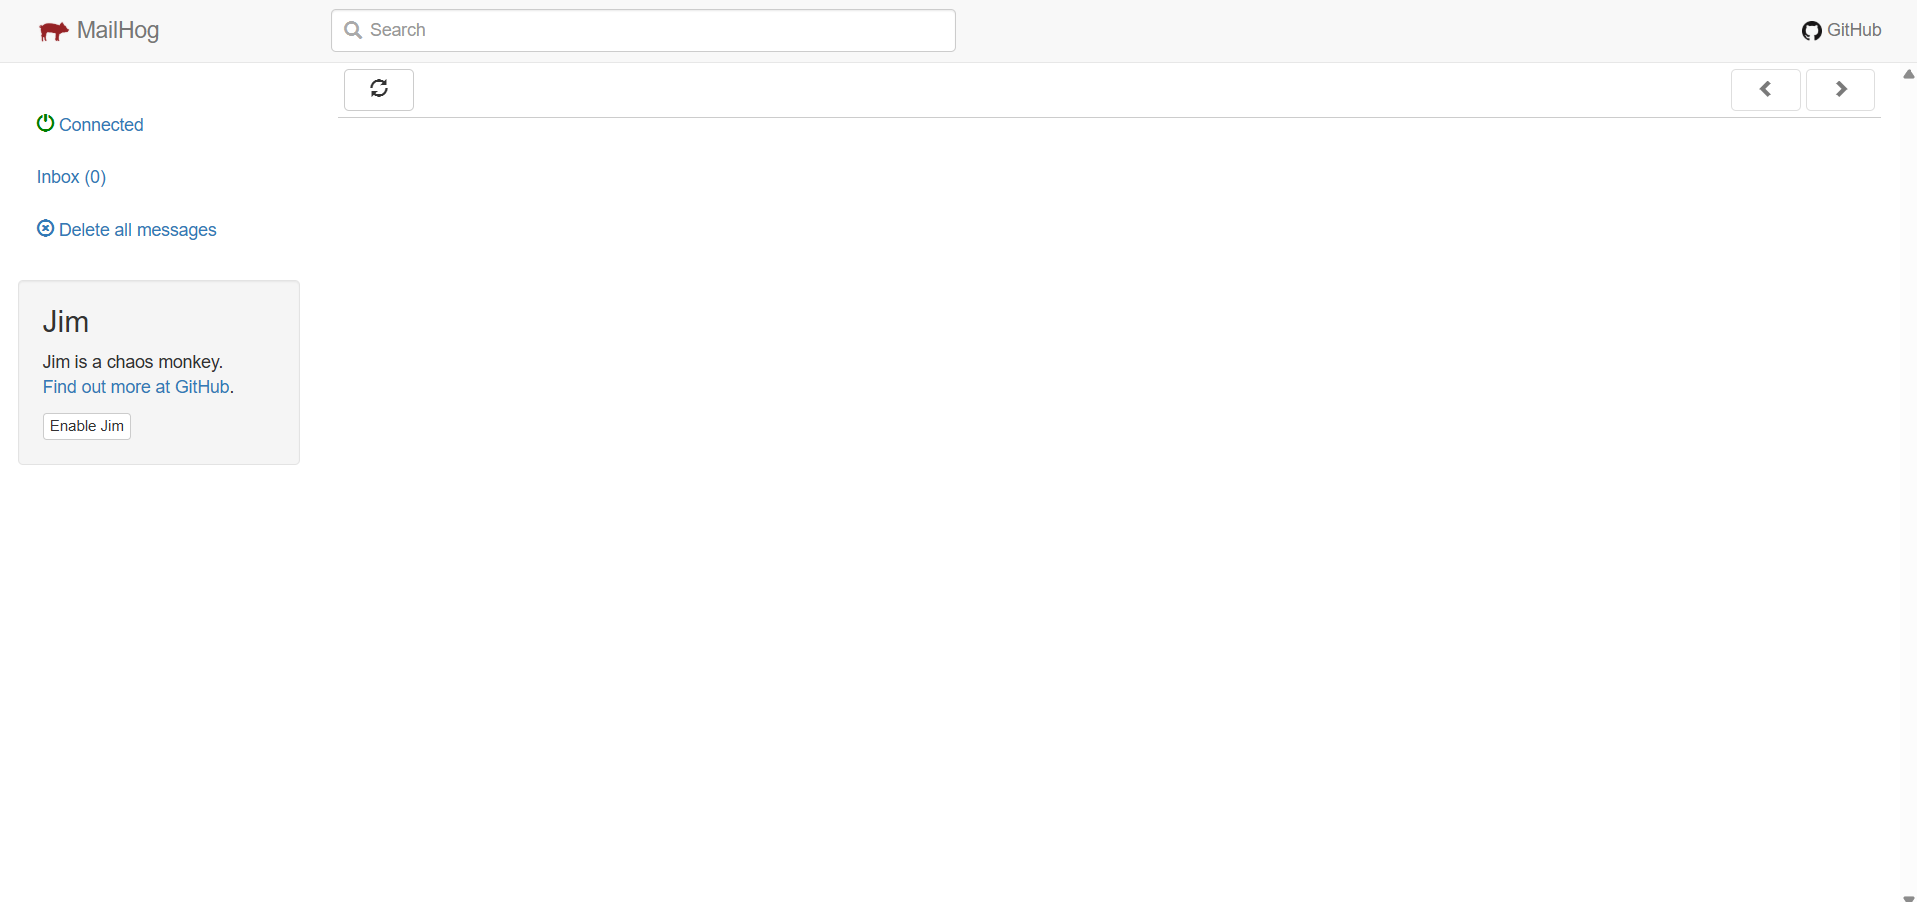 MailHog
Search
GitHub
Connected
Inbox (0)
Delete all messages
Jim
Jim is a chaos monkey.
Find out more at GitHub.
Enable Jim